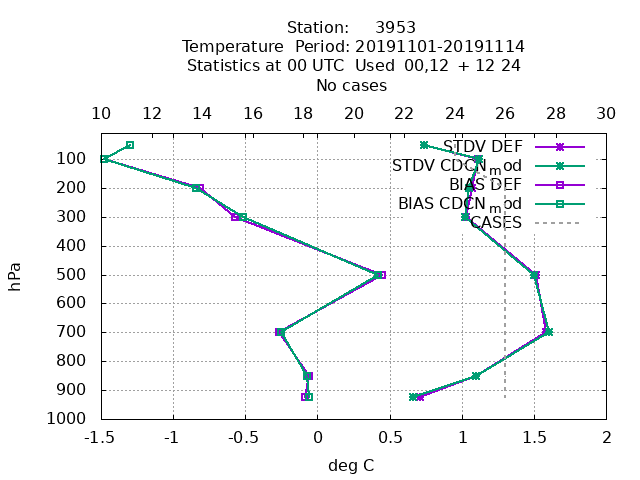 Station: 3953
Temperature Period: 20191101-20191114
Statistics at 00 UTC Used 00,12 + 12 24
No cases
10 12 14 16 18 20 22 24 26 28 30
STDV DEF
STDV CDCN_mod
BIAS DEF
BIAS CDCN_mod
CASES
hPa
100
200
300
400
500
600
700
800
900
1000
-1.5 -1 -0.5 0 0.5 1 1.5 2
deg C